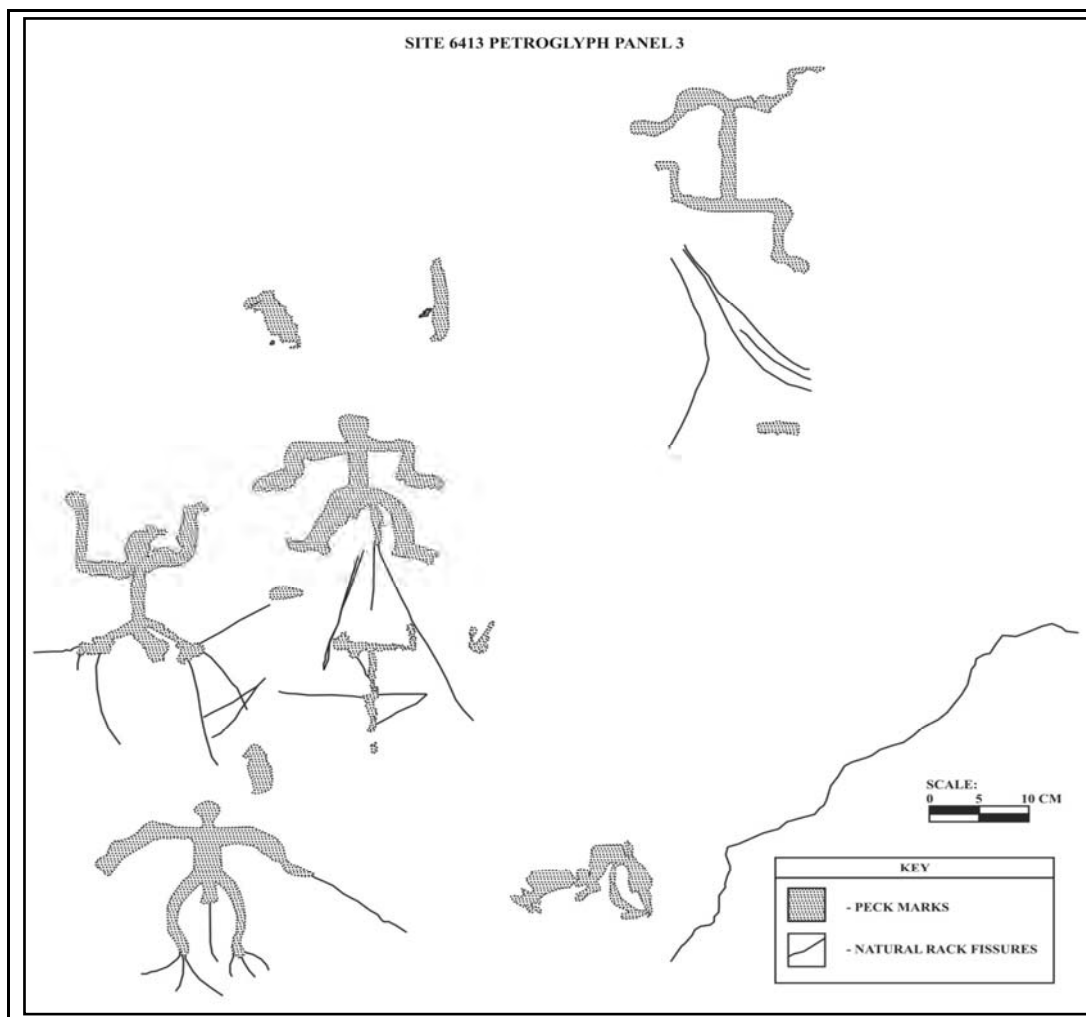 SITE 6413 PETROGLYPH PANEL 3
SCALE:
0 5 10 CM
KEY
- PECK MARKS
- NATURAL RACK FISSURES